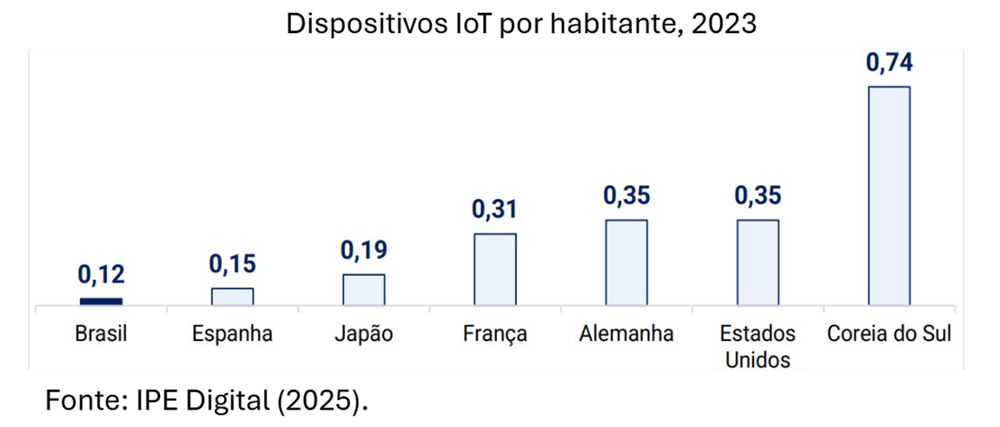 Dispositivos IoT por habitante, 2023
0,74
0,35
0,35
0,31
0,19
0,15
0,12
Brasil
Espanha
Japão
França
Alemanha
Estados
Unidos
Coreia do Sul
Fonte: IPE Digital (2025).